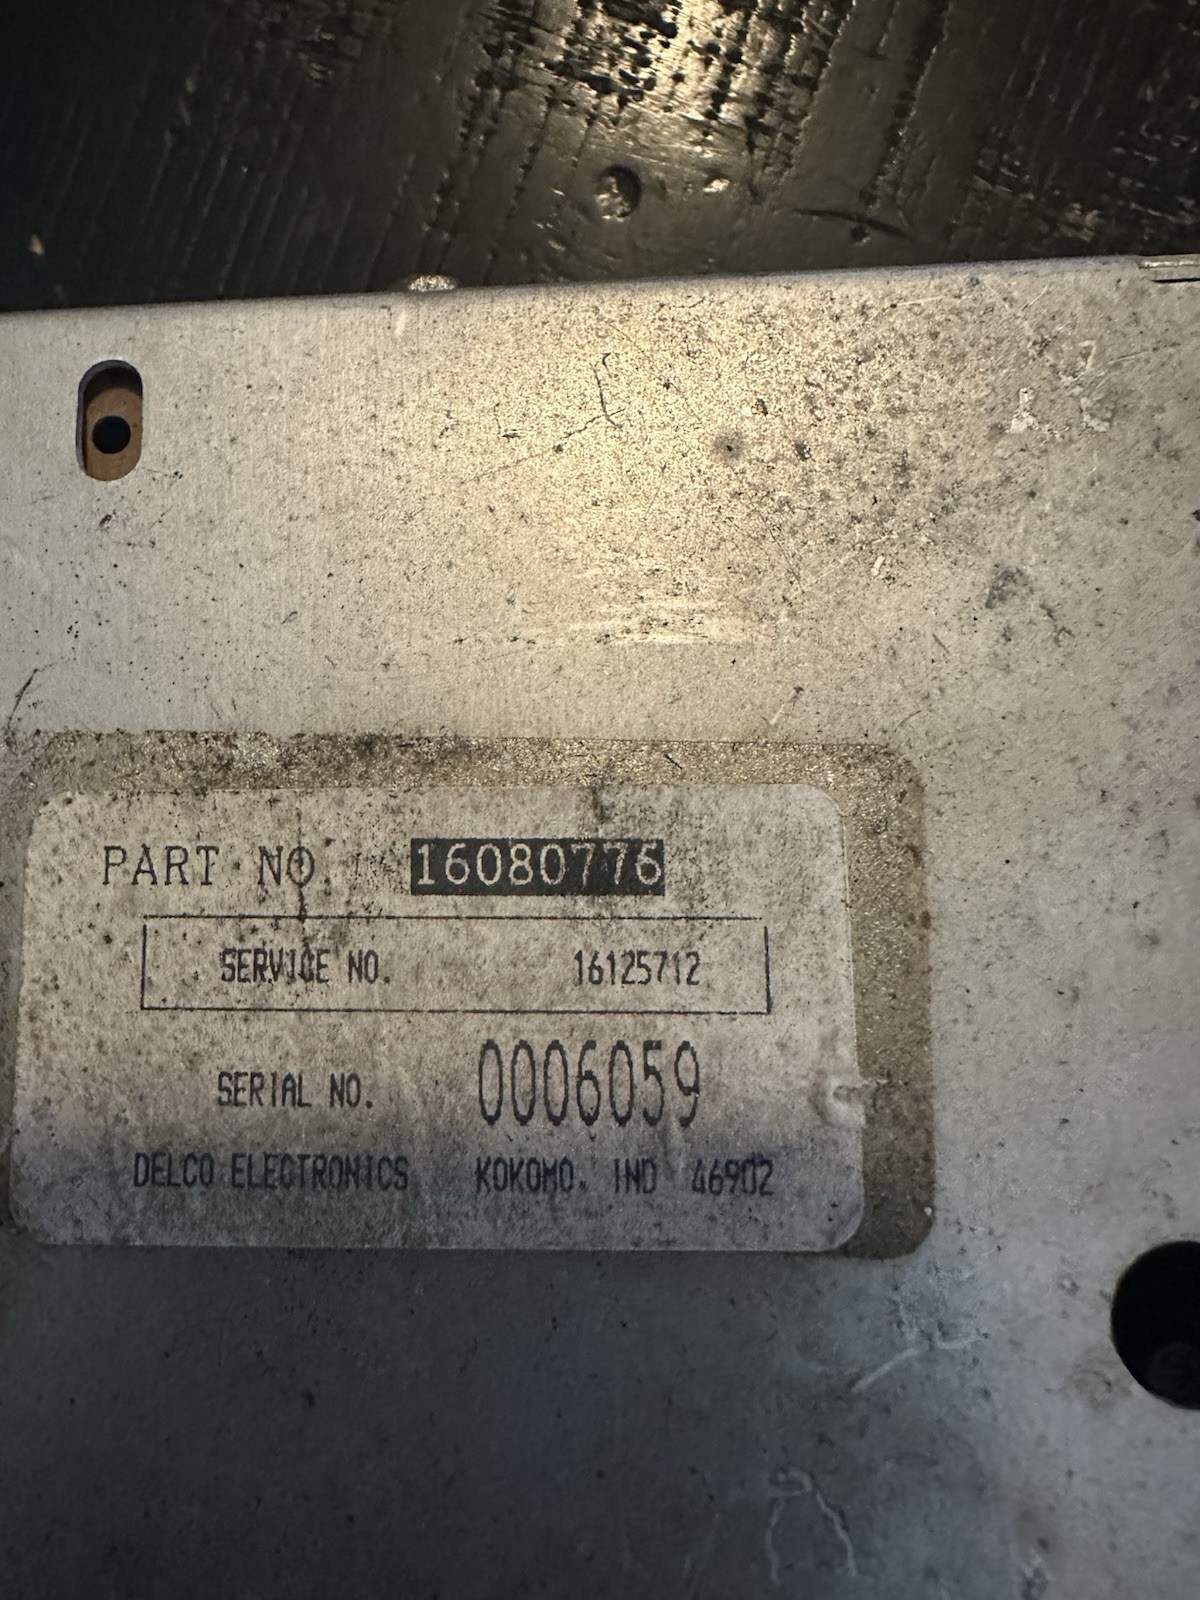 PART NO. 16080776
SERVICE NO. 16125712
SERIAL NO. 0006059
DELCO ELECTRONICS KOKOMO, IND 46902